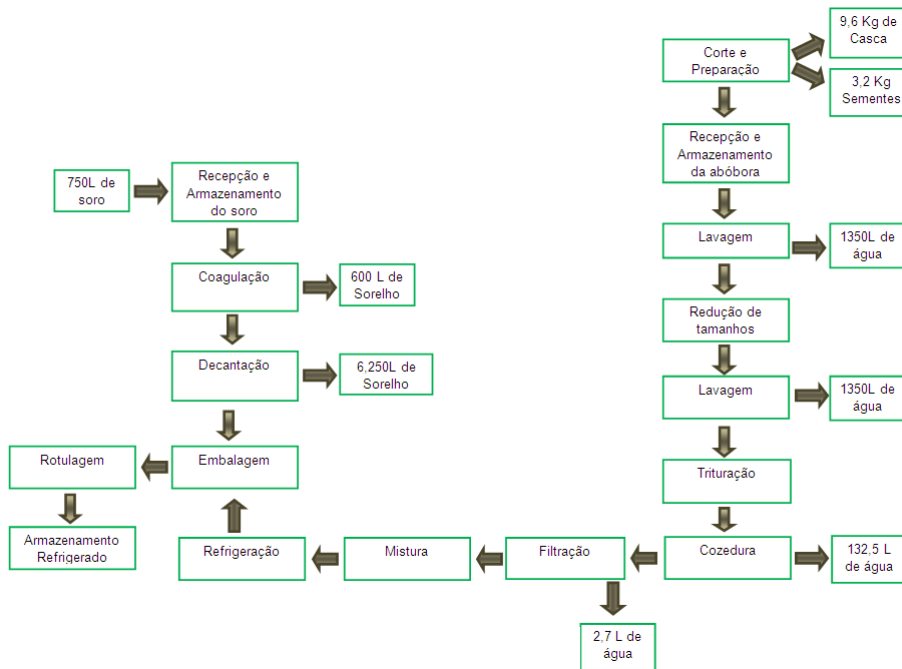 9,6 Kg de
Casca
Corte e
Preparação
3,2 Kg
Sementes
Recepção e
Armazenamento
da abóbora
750L de
soro
Recepção e
Armazenamento
do soro
Lavagem
1350L de
água
Coagulação
600 L de
Sorelho
Redução de
tamanhos
Decantação
6,250L de
Sorelho
Lavagem
1350L de
água
Rotulagem
Embalagem
Trituração
Armazenamento
Refrigerado
Refrigeração
Mistura
Filtração
Cozedura
132,5 L
de água
2,7 L de
água